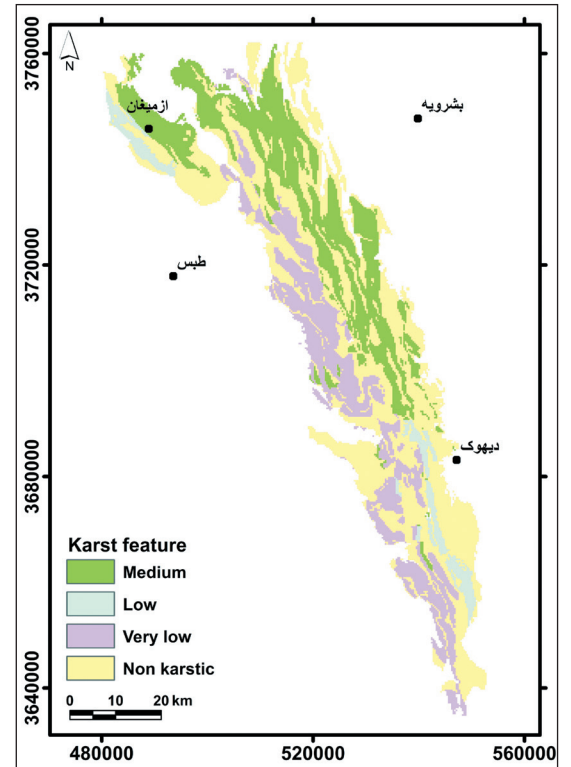 3760000
3720000
3680000
3640000
N
ازمیغان
بشرویه
طبس
دیهوک
Karst feature
Medium
Low
Very low
Non karstic
0 10 20 km
480000 520000 560000